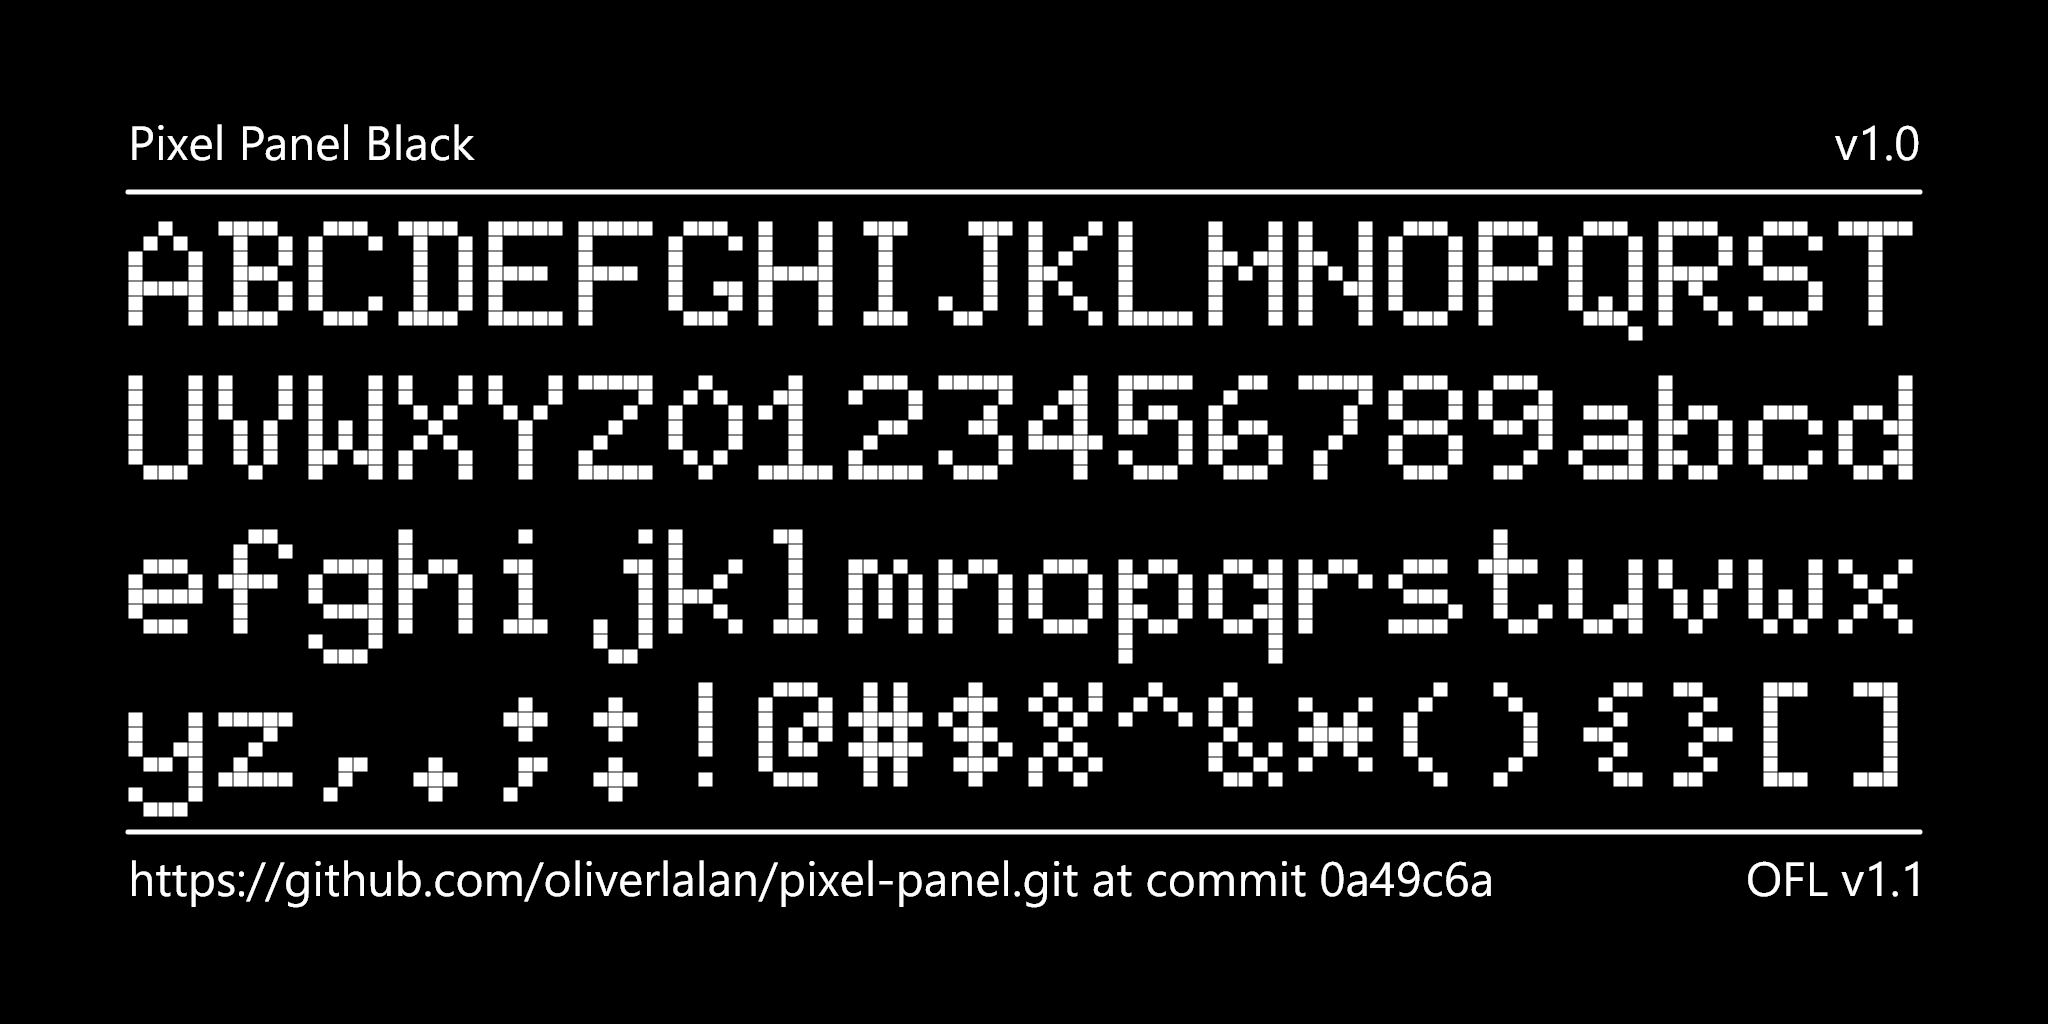 Pixel Panel Black
v1.0
ABCDEFGHIJKLMNOPQRST
UVWXYZ0123456789abcd
efghijklmnopqrstuvwx
yz,.;:!@#$%^&*(){}[]
https://github.com/oliverlalan/pixel-panel.git at commit 0a49c6a
OFL v1.1